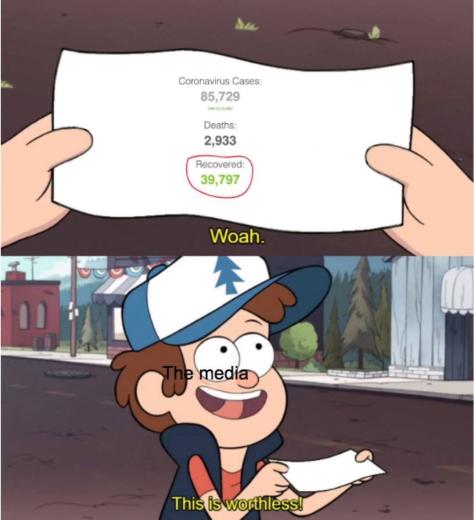 Coronavirus Cases:
85,729
Deaths:
2,933
Recovered:
39,797
Woah.
The media
This is worthless!